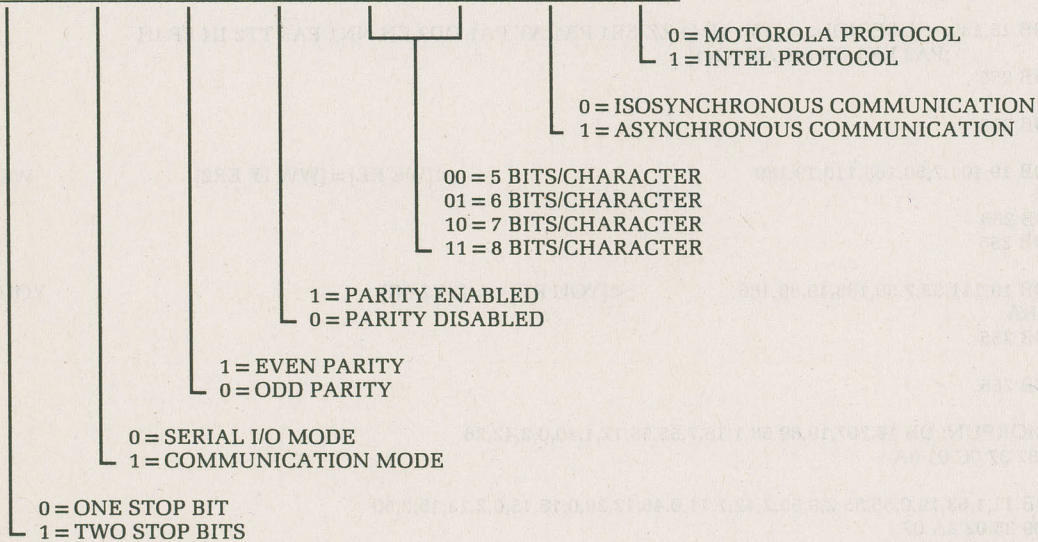 0 = MOTOROLA PROTOCOL
1 = INTEL PROTOCOL
0 = ISOSYNCHRONOUS COMMUNICATION
1 = ASYNCHRONOUS COMMUNICATION
00 = 5 BITS/CHARACTER
01 = 6 BITS/CHARACTER
10 = 7 BITS/CHARACTER
11 = 8 BITS/CHARACTER
1 = PARITY ENABLED
0 = PARITY DISABLED
1 = EVEN PARITY
0 = ODD PARITY
0 = SERIAL I/O MODE
1 = COMMUNICATION MODE
0 = ONE STOP BIT
1 = TWO STOP BITS